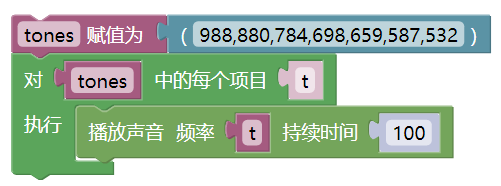 tones 赋值为 ( 988,880,784,698,659,587,532 )
对 tones 中的每个项目 t
执行 播放声音 频率 t 持续时间 100